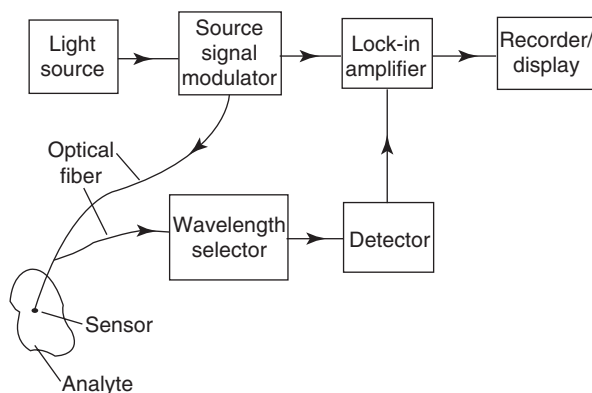 Light
source
Source
signal
modulator
Lock-in
amplifier
Recorder/
display
Optical
fiber
Wavelength
selector
Detector
Sensor
Analyte